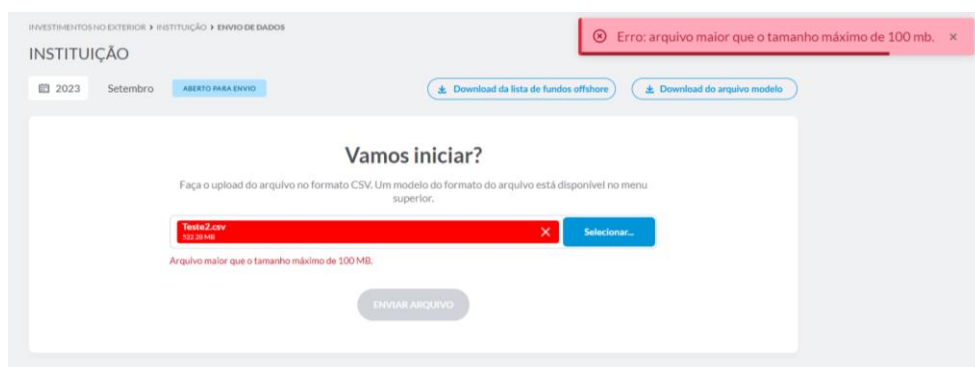 INVESTIMENTOS NO EXTERIOR > INSTITUIÇÃO > ENVIO DE DADOS
Erro: arquivo maior que o tamanho máximo de 100 mb. ×
INSTITUIÇÃO
2023 Setembro ABERTO PARA ENVIO Download da lista de fundos offshore Download do arquivo modelo
Vamos iniciar?
Faça o upload do arquivo no formato CSV. Um modelo do formato do arquivo está disponível no menu
superior.
Teste2.csv
522.28 MB
Selecionar...
Arquivo maior que o tamanho máximo de 100 MB.
ENVIAR ARQUIVO